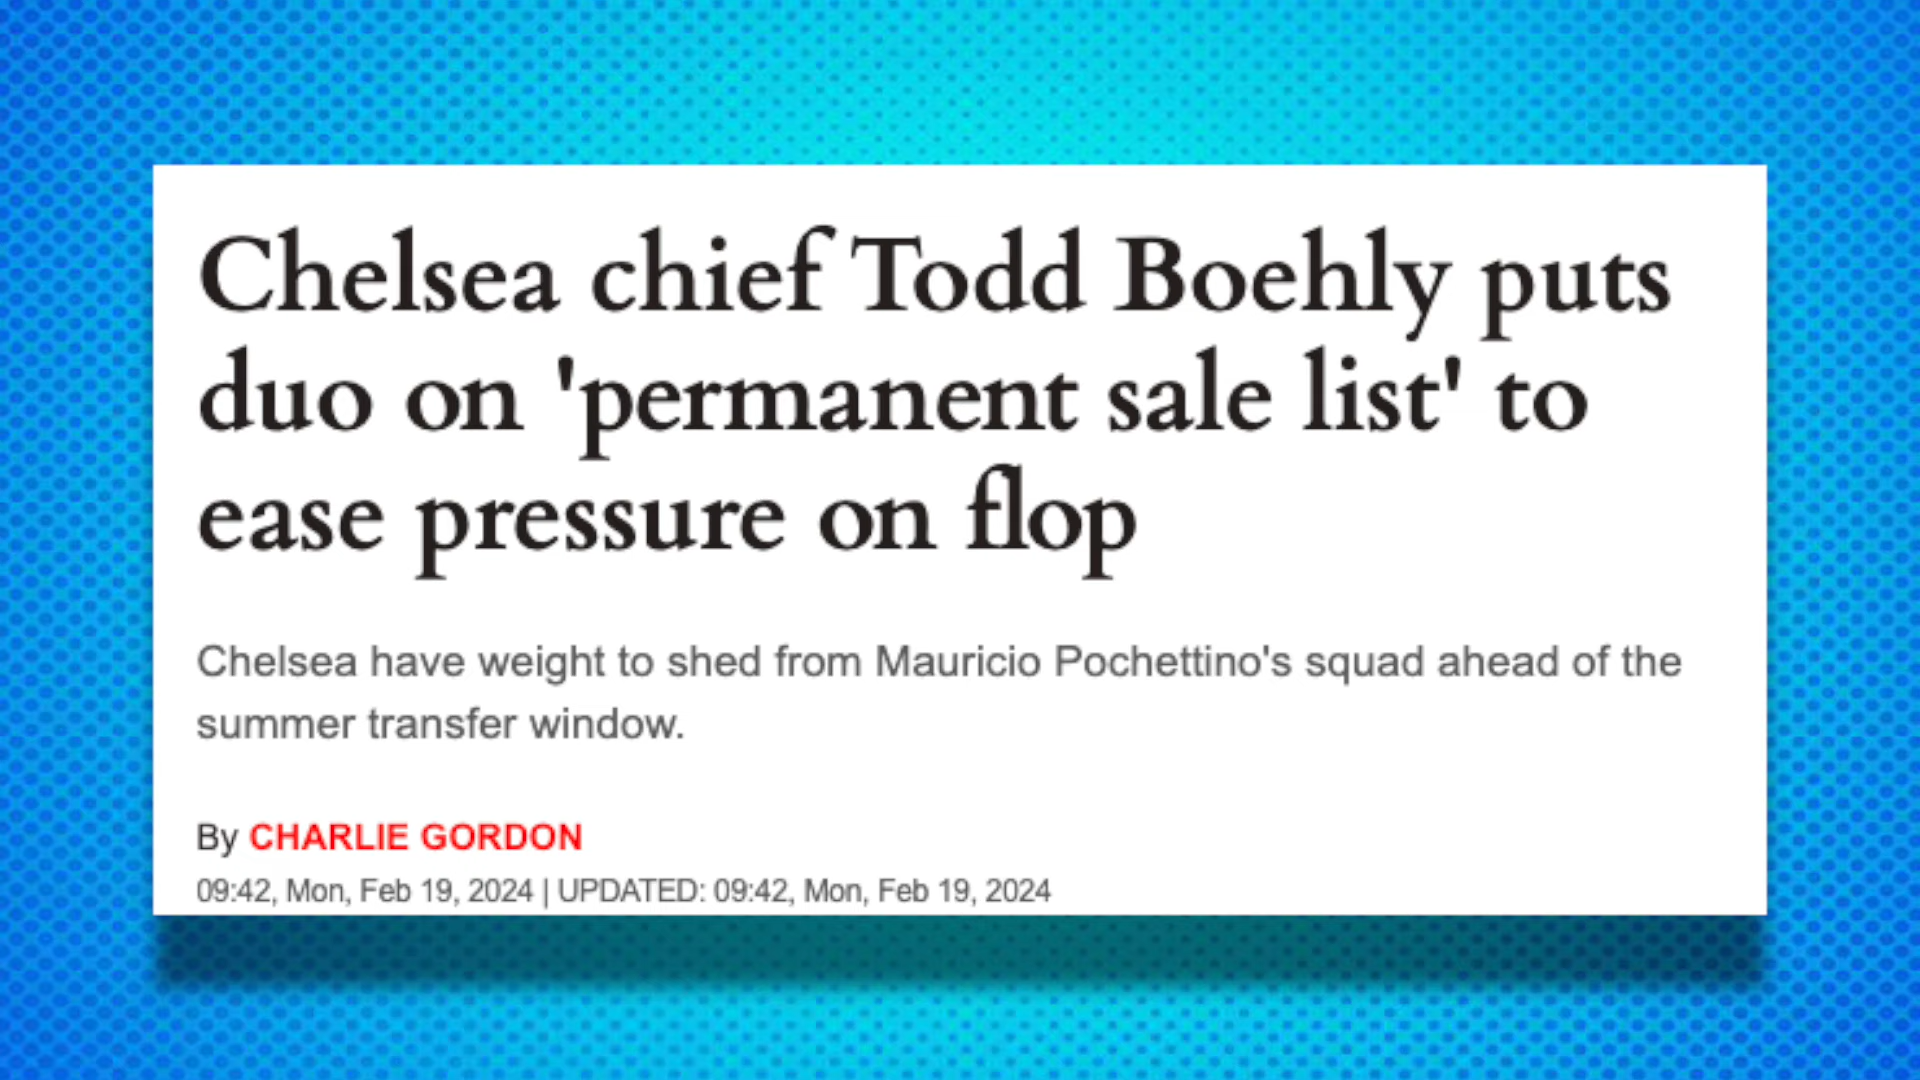 Chelsea chief Todd Boehly puts
duo on 'permanent sale list' to
ease pressure on flop
Chelsea have weight to shed from Mauricio Pochettino's squad ahead of the
summer transfer window.
By CHARLIE GORDON
09:42, Mon, Feb 19, 2024 | UPDATED: 09:42, Mon, Feb 19, 2024